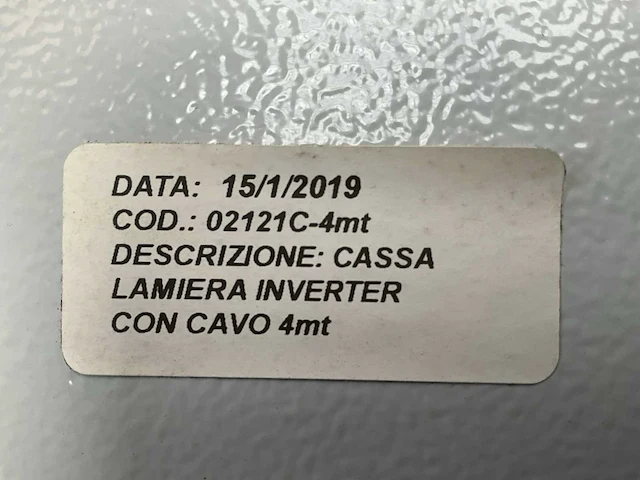 DATA: 15/1/2019
COD.: 02121C-4mt
DESCRIZIONE: CASSA
LAMIERA INVERTER
CON CAVO 4mt